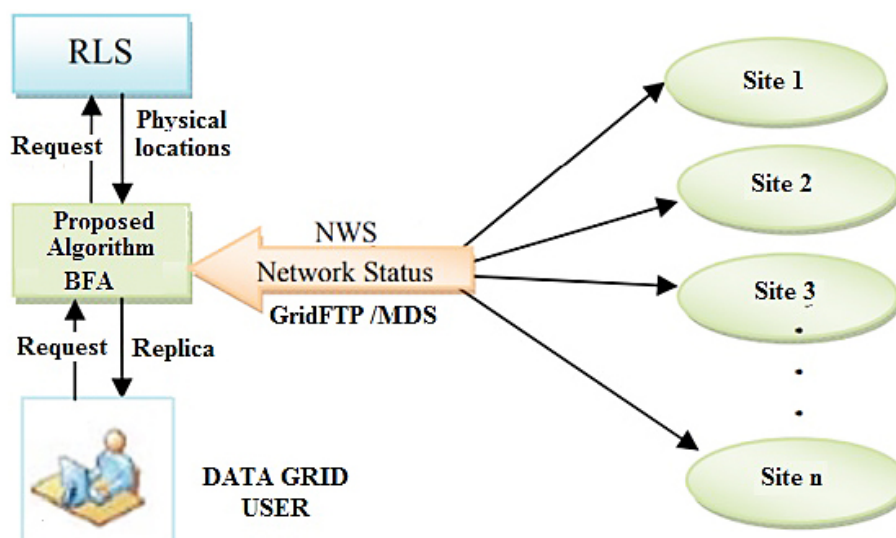 RLS
Request
Physical
locations
Proposed
Algorithm
BFA
Request
Replica
DATA GRID
USER
NWS
Network Status
GridFTP /MDS
Site 1
Site 2
Site 3
Site n